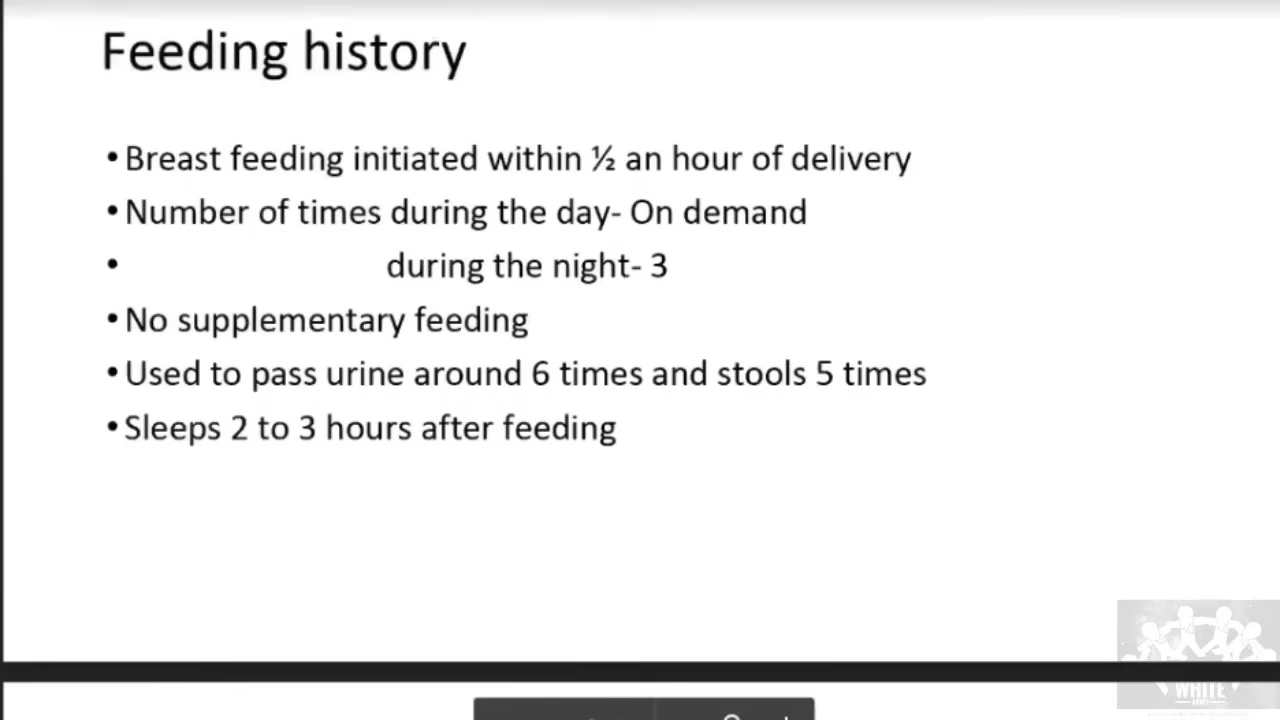 Feeding history
•Breast feeding initiated within ½ an hour of delivery
•Number of times during the day- On demand
• during the night- 3
•No supplementary feeding
•Used to pass urine around 6 times and stools 5 times
•Sleeps 2 to 3 hours after feeding
WHITE
ARMY